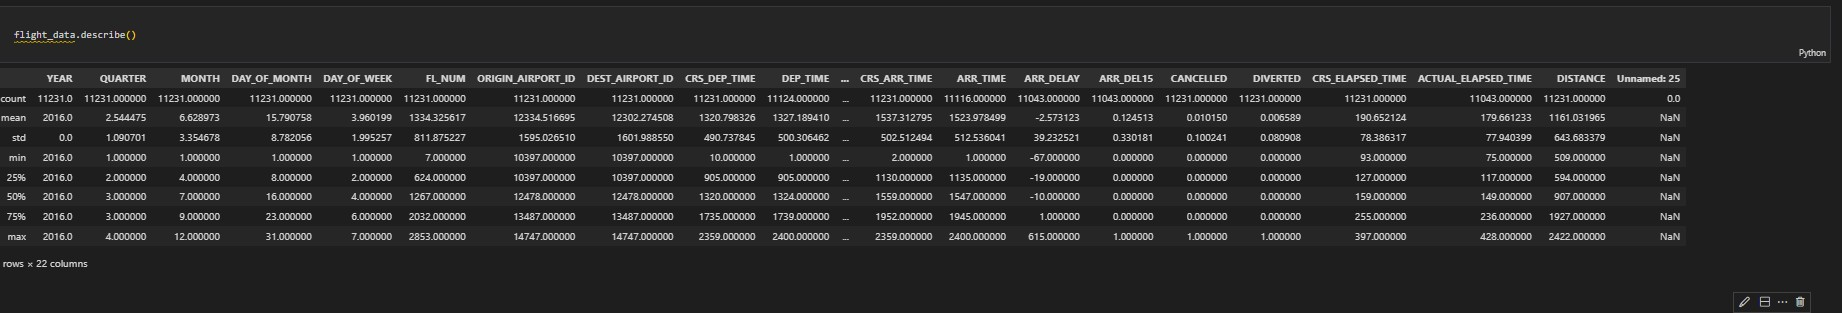 flight_data.describe()
Python
YEAR QUARTER MONTH DAY_OF_MONTH DAY_OF_WEEK FL_NUM ORIGIN_AIRPORT_ID DEST_AIRPORT_ID CRS_DEP_TIME DEP_TIME ... CRS_ARR_TIME ARR_TIME ARR_DELAY ARR_DEL15 CANCELLED DIVERTED CRS_ELAPSED_TIME ACTUAL_ELAPSED_TIME DISTANCE Unnamed: 25
count 11231.0 11231.000000 11231.000000 11231.000000 11231.000000 11231.000000 11231.000000 11231.000000 11231.000000 11124.000000 ... 11231.000000 11116.000000 11043.000000 11043.000000 11231.000000 11231.000000 11231.000000 11043.000000 11231.000000 0.0
mean 2016.0 2.544475 6.628973 15.790758 3.960199 1334.325617 12334.516695 12302.274508 1320.798326 1327.189410 ... 1537.312795 1523.978499 -2.573123 0.124513 0.010150 0.006589 190.652124 179.661233 1161.031965 NaN
std 0.0 1.090701 3.354678 8.782056 1.995257 811.875227 1595.026510 1601.988550 490.737845 500.306462 ... 502.512494 512.536041 39.232521 0.330181 0.100241 0.080908 78.386317 77.940399 643.683379 NaN
min 2016.0 1.000000 1.000000 1.000000 1.000000 7.000000 10397.000000 10397.000000 10.000000 1.000000 ... 2.000000 1.000000 -67.000000 0.000000 0.000000 0.000000 93.000000 75.000000 509.000000 NaN
25% 2016.0 2.000000 4.000000 8.000000 2.000000 624.000000 10397.000000 10397.000000 905.000000 905.000000 ... 1130.000000 1135.000000 -19.000000 0.000000 0.000000 0.000000 127.000000 117.000000 594.000000 NaN
50% 2016.0 3.000000 7.000000 16.000000 4.000000 1267.000000 12478.000000 12478.000000 1320.000000 1324.000000 ... 1559.000000 1547.000000 -10.000000 0.000000 0.000000 0.000000 159.000000 149.000000 907.000000 NaN
75% 2016.0 3.000000 9.000000 23.000000 6.000000 2032.000000 13487.000000 13487.000000 1735.000000 1739.000000 ... 1952.000000 1945.000000 1.000000 0.000000 0.000000 0.000000 255.000000 236.000000 1927.000000 NaN
max 2016.0 4.000000 12.000000 31.000000 7.000000 2853.000000 14747.000000 14747.000000 2359.000000 2400.000000 ... 2359.000000 2400.000000 615.000000 1.000000 1.000000 1.000000 397.000000 428.000000 2422.000000 NaN
rows × 22 columns